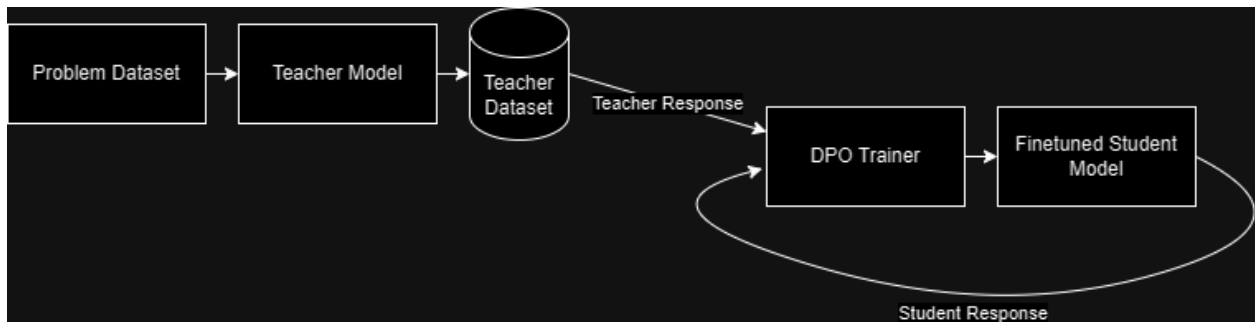 Problem Dataset
Teacher Model
Teacher
Dataset
Teacher Response
DPO Trainer
Finetuned Student
Model
Student Response